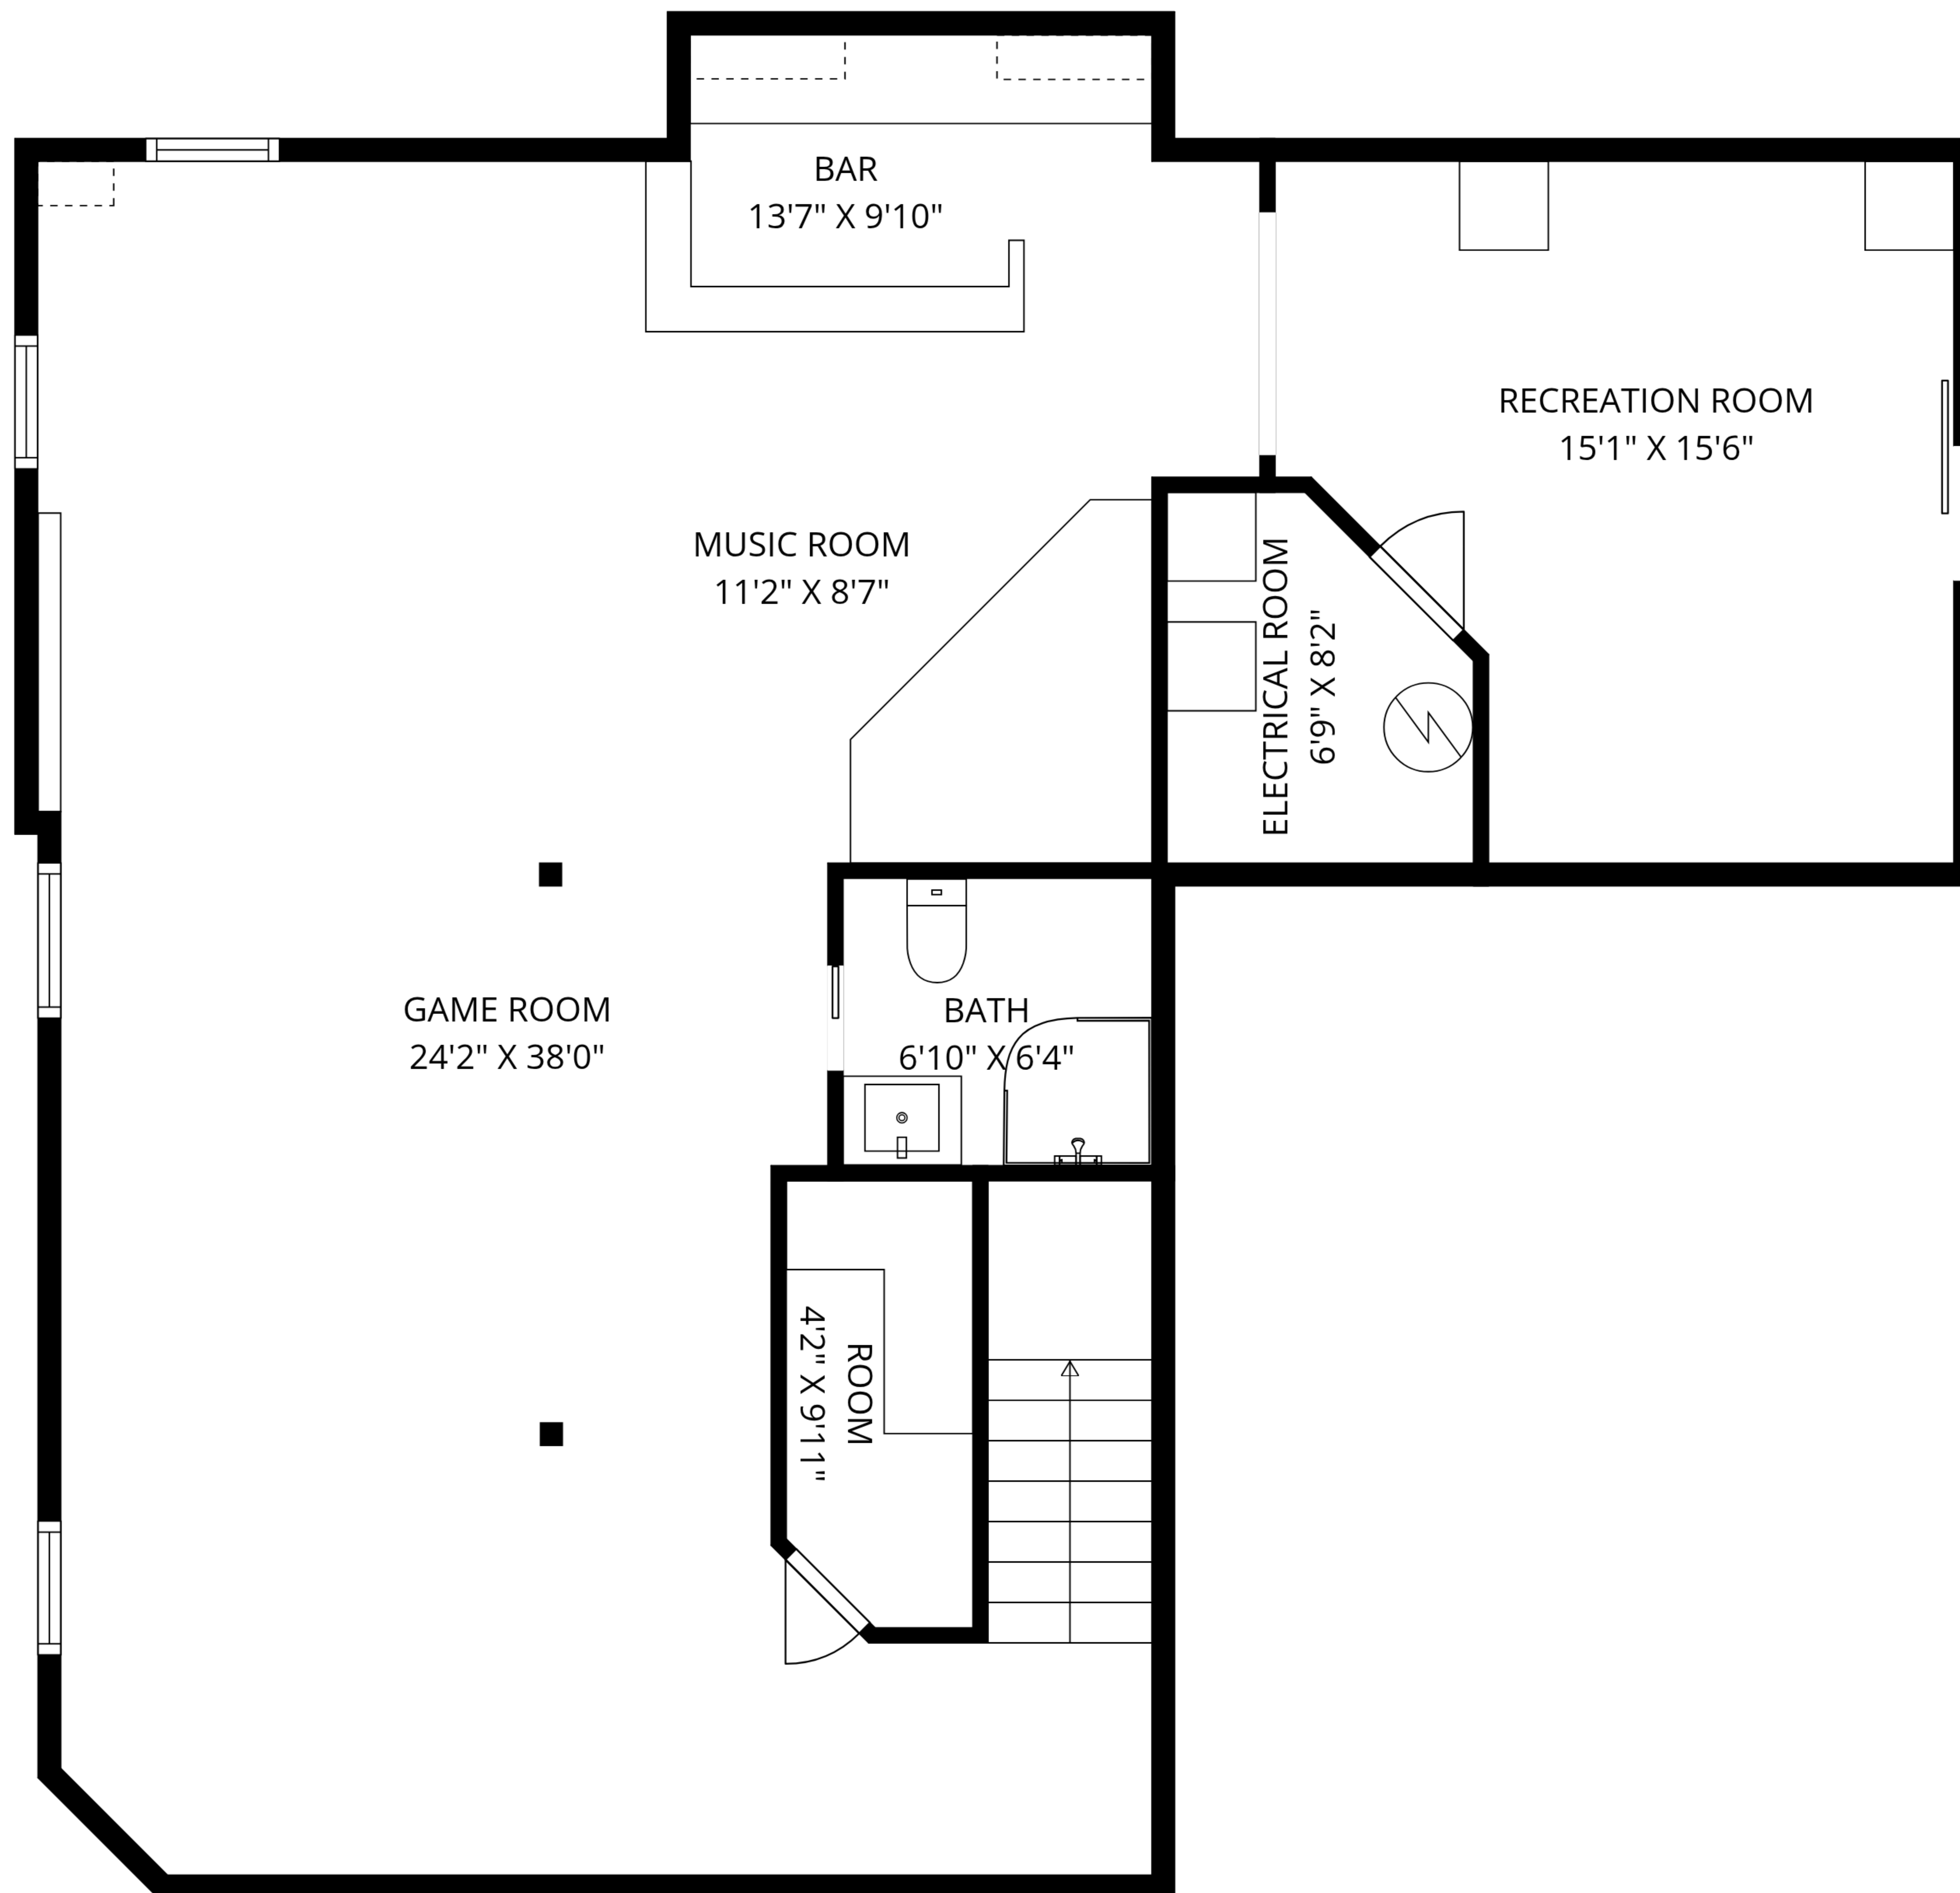 BAR
13'7" X 9'10"
RECREATION ROOM
15'1" X 15'6"
MUSIC ROOM
11'2" X 8'7"
ELECTRICAL ROOM
6'9" X 8'2"
GAME ROOM
24'2" X 38'0"
BATH
6'10" X 6'4"
ROOM
4'2" X 9'11"